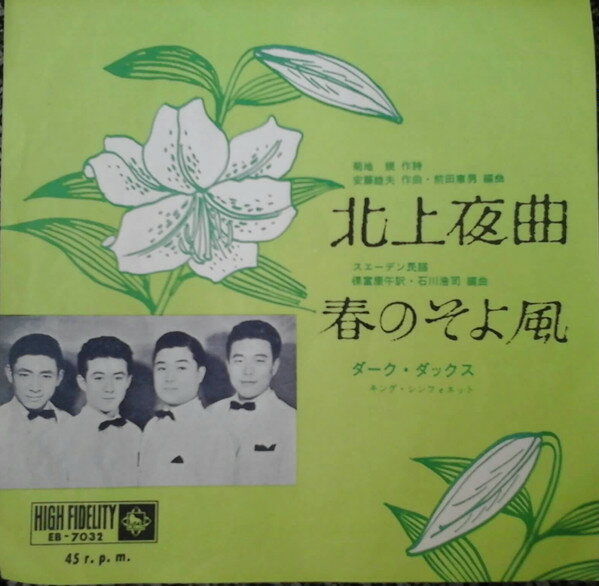 菊地 規 作詩
安藤睦夫 作曲・前田憲男 編曲
北上夜曲
スエーデン民謡
保富康午訳・石川浩司 編曲
春のそよ風
ダーク・ダックス
キング・シンフォネット
HIGH FIDELITY
EB-7032
45 r.p.m.